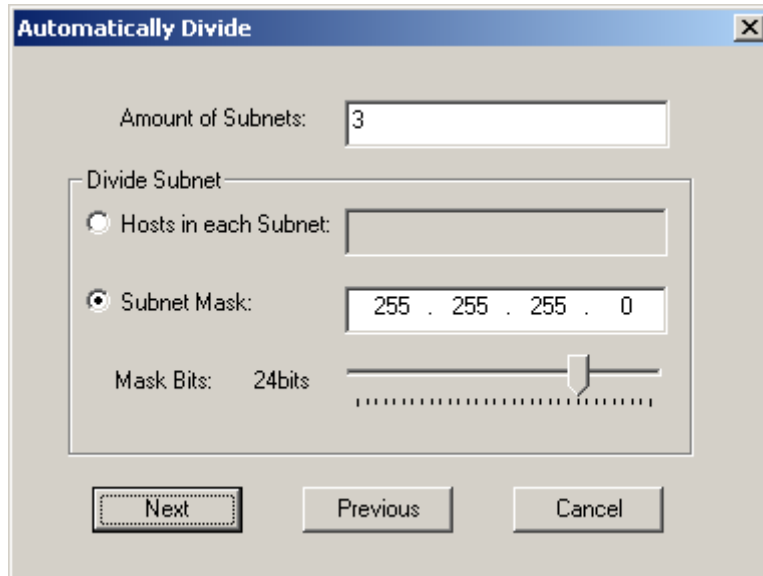 Automatically Divide
Amount of Subnets: 3
Divide Subnet
Hosts in each Subnet:
Subnet Mask: 255 . 255 . 255 . 0
Mask Bits: 24bits
Next Previous Cancel